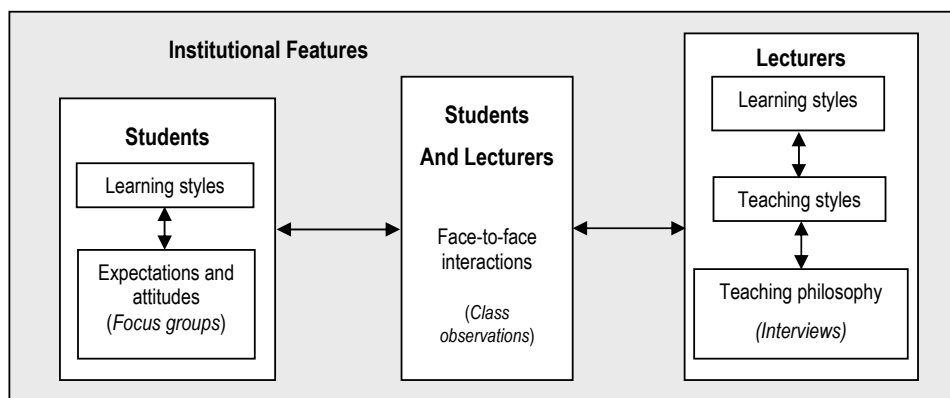 Institutional Features
Students
Learning styles
Expectations and
attitudes
(Focus groups)
Students
And Lecturers
Face-to-face
interactions
(Class
observations)
Lecturers
Learning styles
Teaching styles
Teaching philosophy
(Interviews)